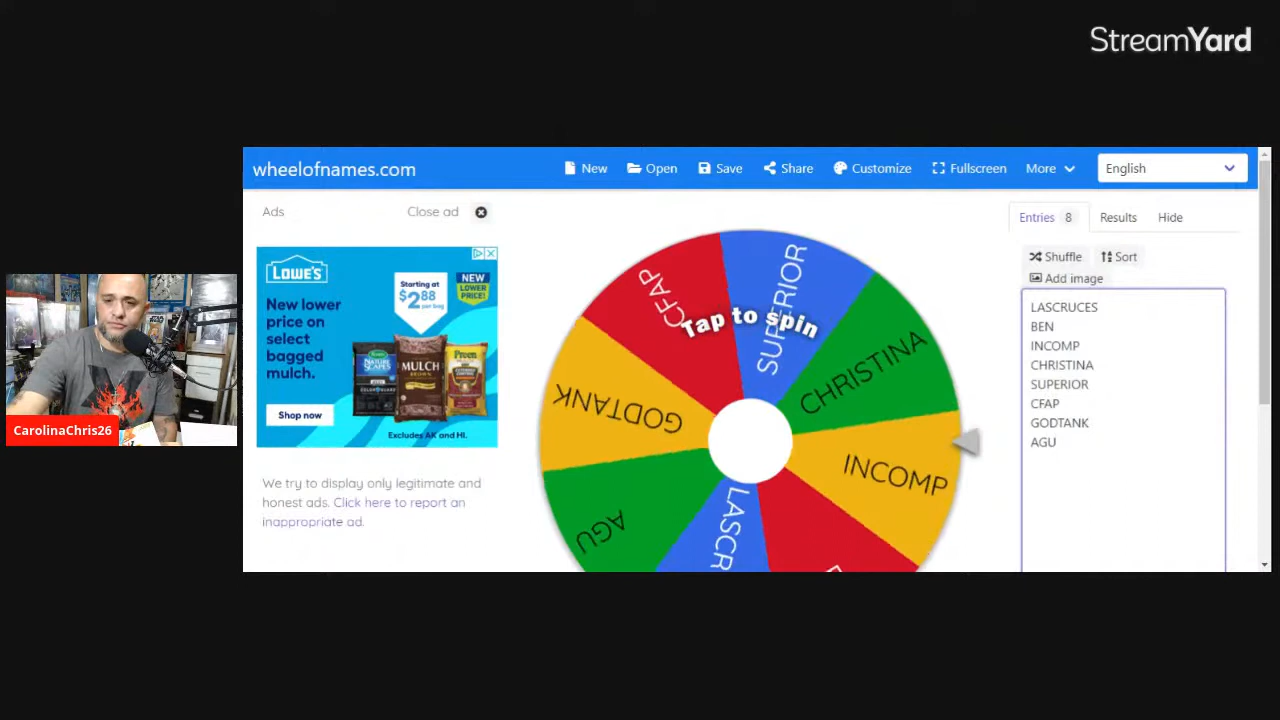 StreamYard
wheelofnames.com
New
Open
Save
Share
Customize
Fullscreen
More
English
Ads
Close ad
Entries 8
Results
Hide
Shuffle
Sort
Add image
LASCRUCES
BEN
INCOMP
CHRISTINA
SUPERIOR
CFAP
GODTANK
AGU
LOWE'S
New lower
price on
select
bagged
mulch.
Shop now
Starting at
$2.88
per bag
NEW
LOWER
PRICE!
MULCH
Preen
Excludes AK and HI.
We try to display only legitimate and
honest ads. Click here to report an
inappropriate ad.
Tap to spin
CFAP
SUPERIOR
CHRISTINA
INCOMP
LASCR
AGU
GODTANK
CarolinaChris26